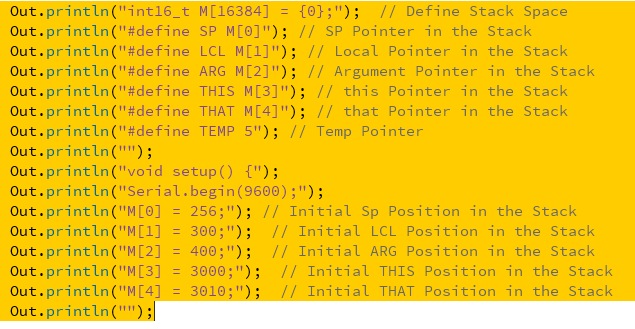 Out.println("int16_t M[16384] = {0};");  // Define Stack Space
Out.println("#define SP M[0]"); // SP Pointer in the Stack
Out.println("#define LCL M[1]"); // Local Pointer in the Stack
Out.println("#define ARG M[2]"); // Argument Pointer in the Stack
Out.println("#define THIS M[3]"); // this Pointer in the Stack
Out.println("#define THAT M[4]"); // that Pointer in the Stack
Out.println("#define TEMP 5"); // Temp Pointer
Out.println("");
Out.println("void setup() {");
Out.println("Serial.begin(9600);");
Out.println("M[0] = 256;"); // Initial Sp Position in the Stack
Out.println("M[1] = 300;");  // Initial LCL Position in the Stack
Out.println("M[2] = 400;");  // Initial ARG Position in the Stack
Out.println("M[3] = 3000;");  // Initial THIS Position in the Stack
Out.println("M[4] = 3010;");  // Initial THAT Position in the Stack
Out.println("");